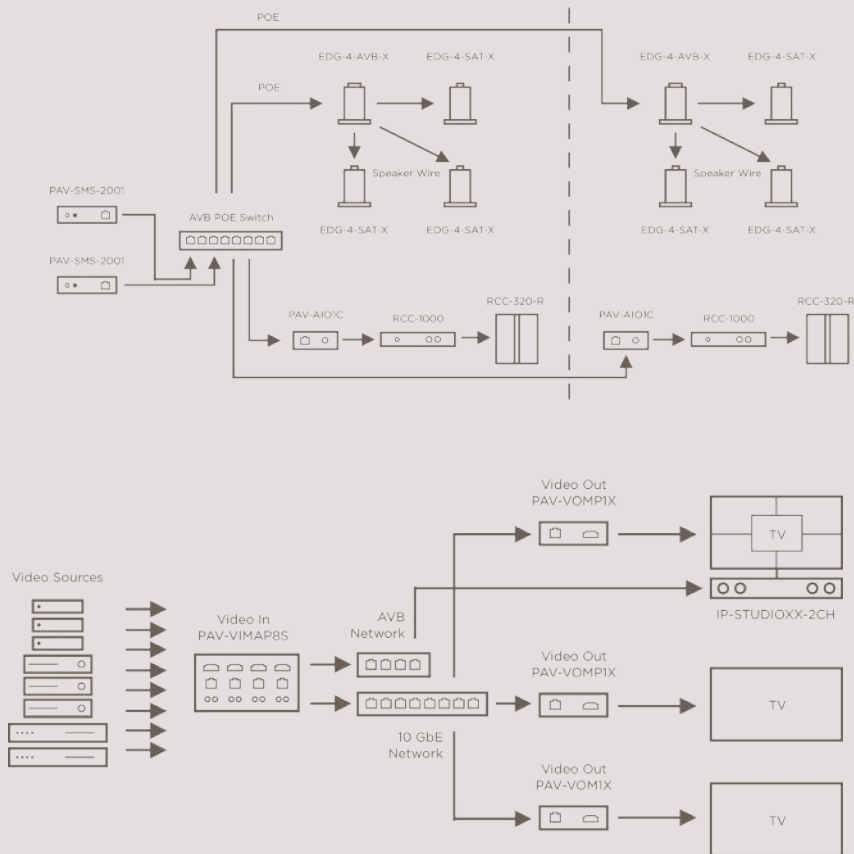 POE
EDG-4-AVB-X
EDG-4-SAT-X
EDG-4-AVB-X
EDG-4-SAT-X
POE
Speaker Wire
Speaker Wire
PAV-SMS-2001
AVB POE Switch
EDG-4-SAT-X
EDG-4-SAT-X
EDG-4-SAT-X
EDG-4-SAT-X
PAV-SMS-2001
PAV-AIO1C
RCC-1000
RCC-320-R
PAV-AIO1C
RCC-1000
RCC-320-R
Video Out
PAV-VOMP1X
TV
Video Sources
Video In
PAV-VIMAP8S
AVB
Network
IP-STUDIOXX-2CH
Video Out
PAV-VOMP1X
TV
10 GbE
Network
Video Out
PAV-VOM1X
TV